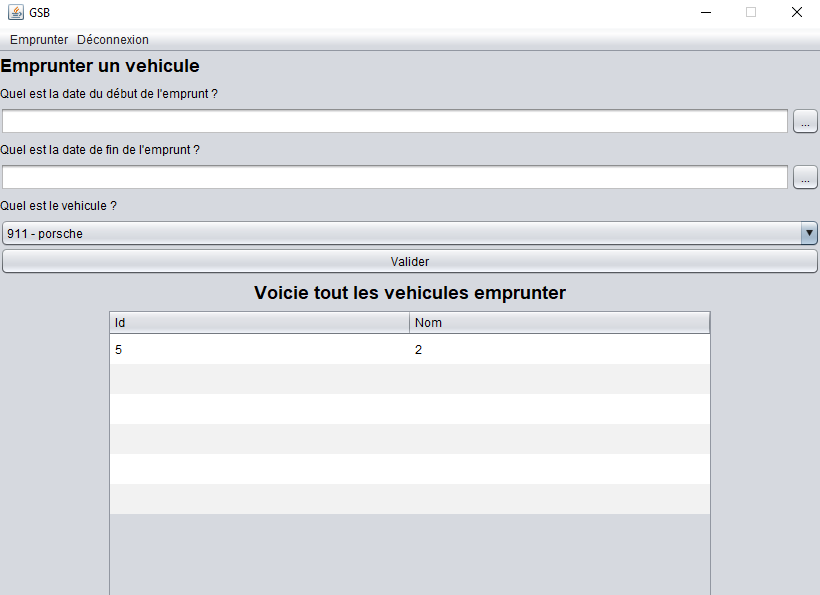 GSB
Emprunter Déconnexion
Emprunter un vehicule
Quel est la date du début de l'emprunt ?
...
Quel est la date de fin de l'emprunt ?
...
Quel est le vehicule ?
911 - porsche
Valider
Voicie tout les vehicules emprunter
Id Nom
5 2